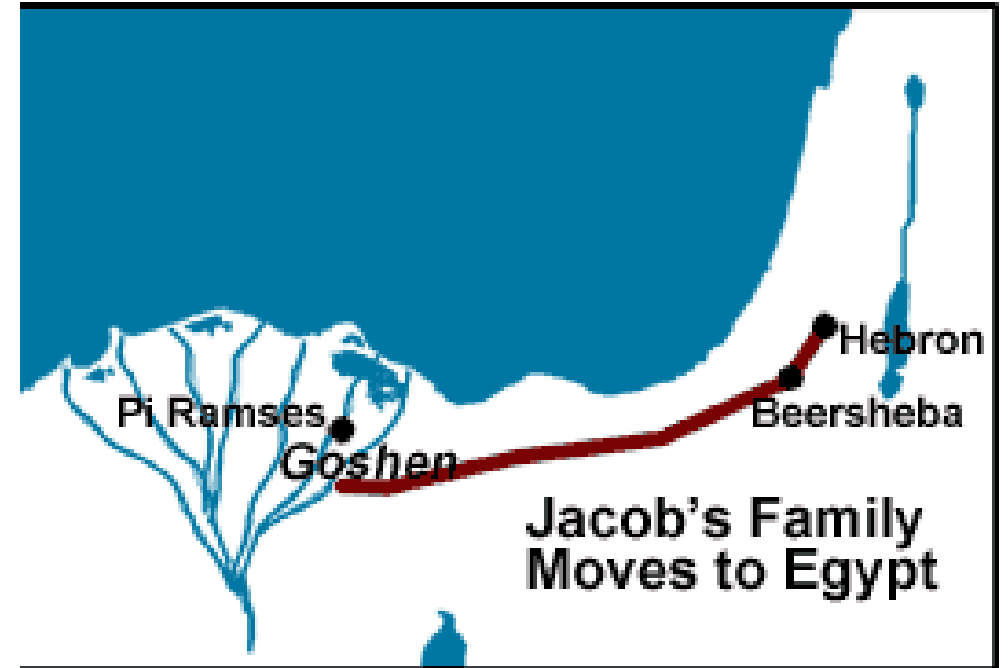 Hebron
Pi Ramses
Beersheba
Goshen
Jacob's Family
Moves to Egypt